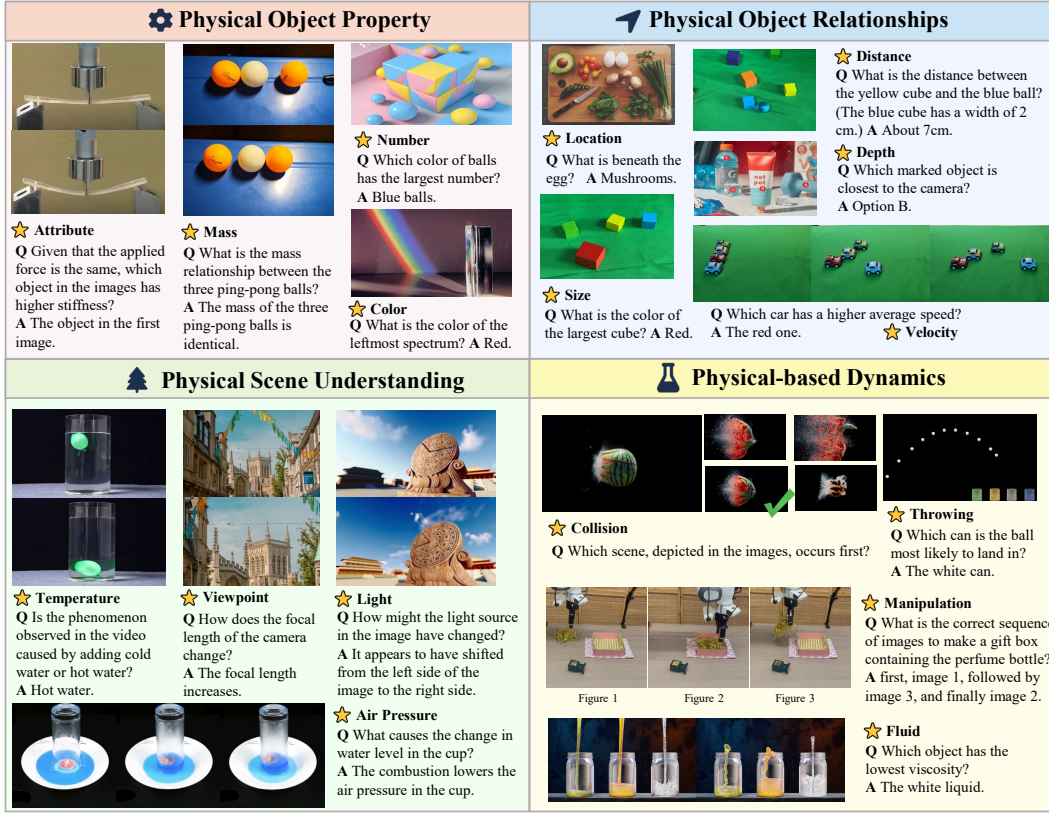 Physical Object Property
Attribute
Q Given that the applied
force is the same, which
object in the images has
higher stiffness?
A The object in the first
image.
Mass
Q What is the mass
relationship between the
three ping-pong balls?
A The mass of the three
ping-pong balls is
identical.
Number
Q Which color of balls
has the largest number?
A Blue balls.
Color
Q What is the color of the
leftmost spectrum? A Red.
Physical Object Relationships
Location
Q What is beneath the
egg? A Mushrooms.
Size
Q What is the color of
the largest cube? A Red.
Distance
Q What is the distance between
the yellow cube and the blue ball?
(The blue cube has a width of 2
cm.) A About 7cm.
not
pot
Depth
Q Which marked object is
closest to the camera?
A Option B.
Q Which car has a higher average speed?
A The red one.
Velocity
Physical Scene Understanding
Temperature
Q Is the phenomenon
observed in the video
caused by adding cold
water or hot water?
A Hot water.
Viewpoint
Q How does the focal
length of the camera
change?
A The focal length
increases.
Light
Q How might the light source
in the image have changed?
A It appears to have shifted
from the left side of the
image to the right side.
Air Pressure
Q What causes the change in
water level in the cup?
A The combustion lowers the
air pressure in the cup.
Physical-based Dynamics
Collision
Q Which scene, depicted in the images, occurs first?
Throwing
Q Which can is the ball
most likely to land in?
A The white can.
Figure 1
Figure 2
Figure 3
Manipulation
Q What is the correct sequenc
of images to make a gift box
containing the perfume bottle?
A first, image 1, followed by
image 3, and finally image 2.
Fluid
Q Which object has the
lowest viscosity?
A The white liquid.